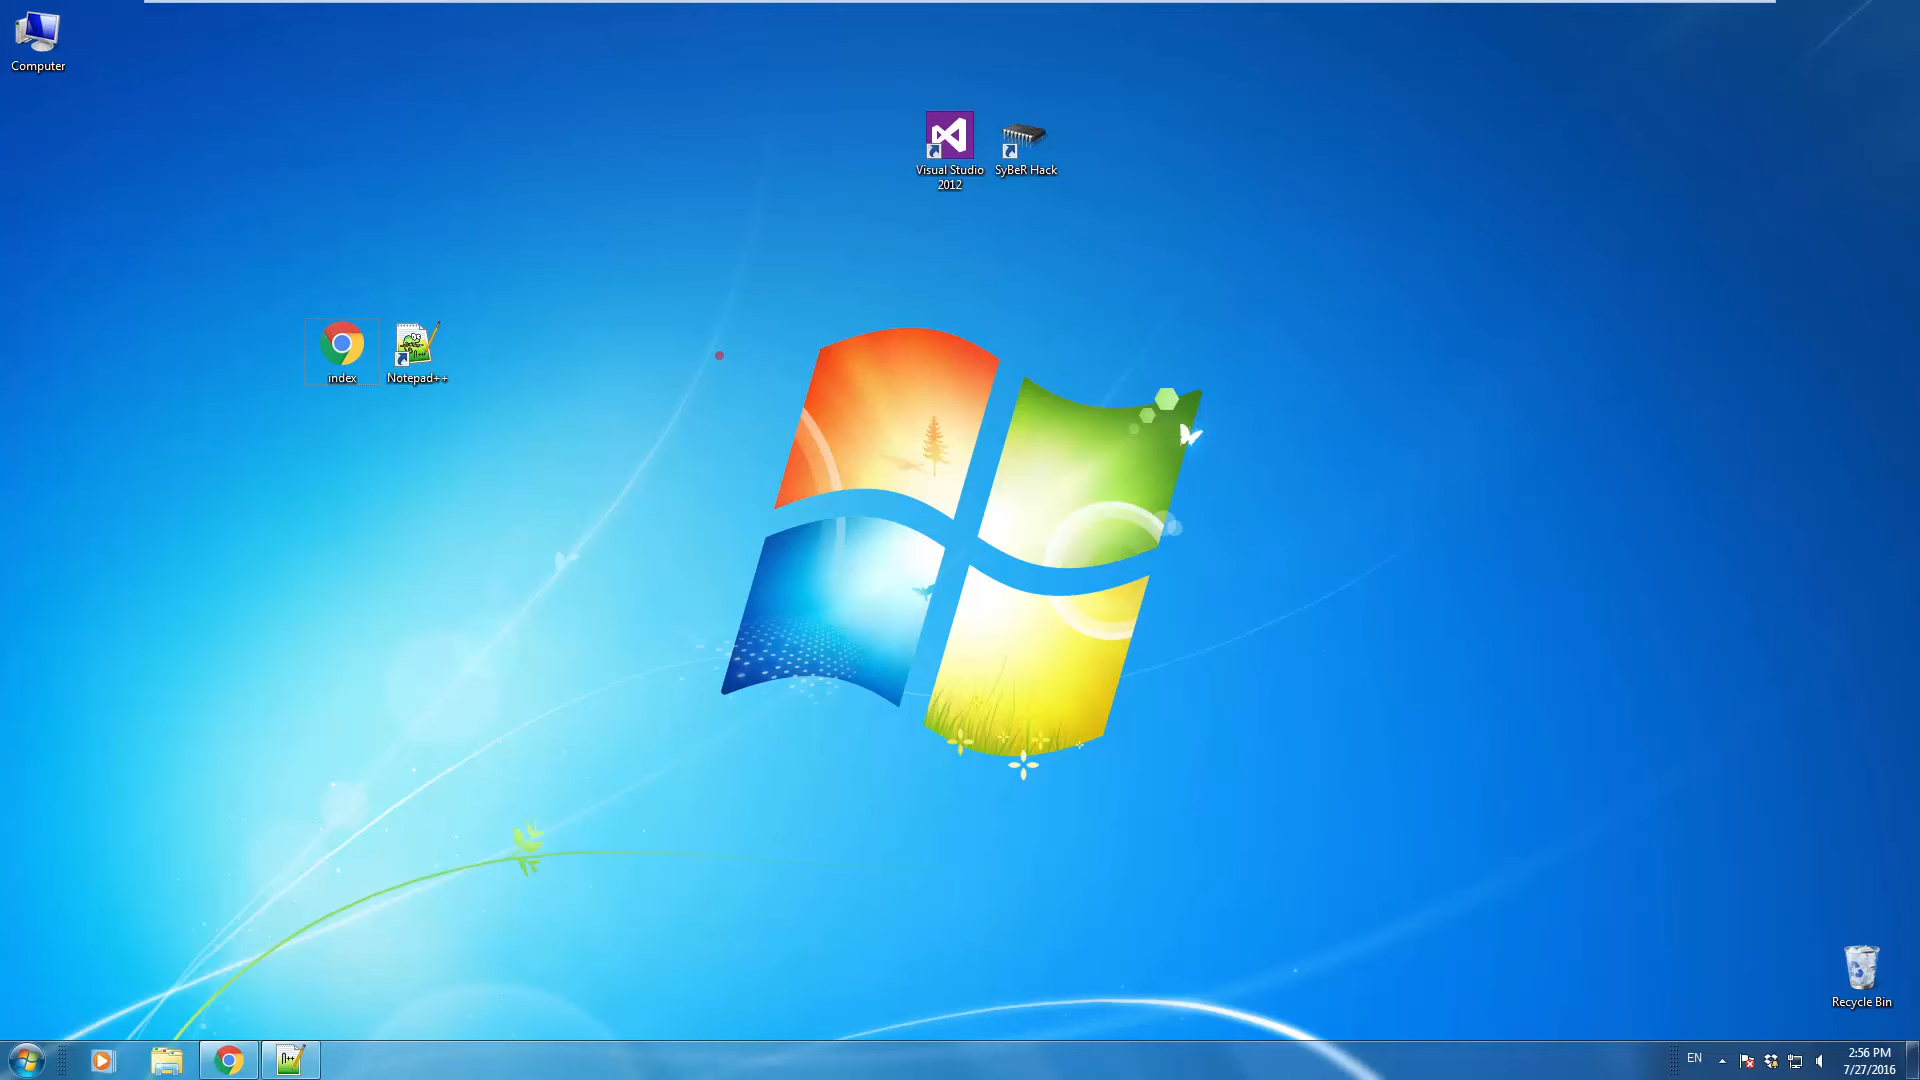 Computer
Visual Studio
2012
SyBeR Hack
index
Notepad++
Recycle Bin
EN
2:56 PM
7/27/2016